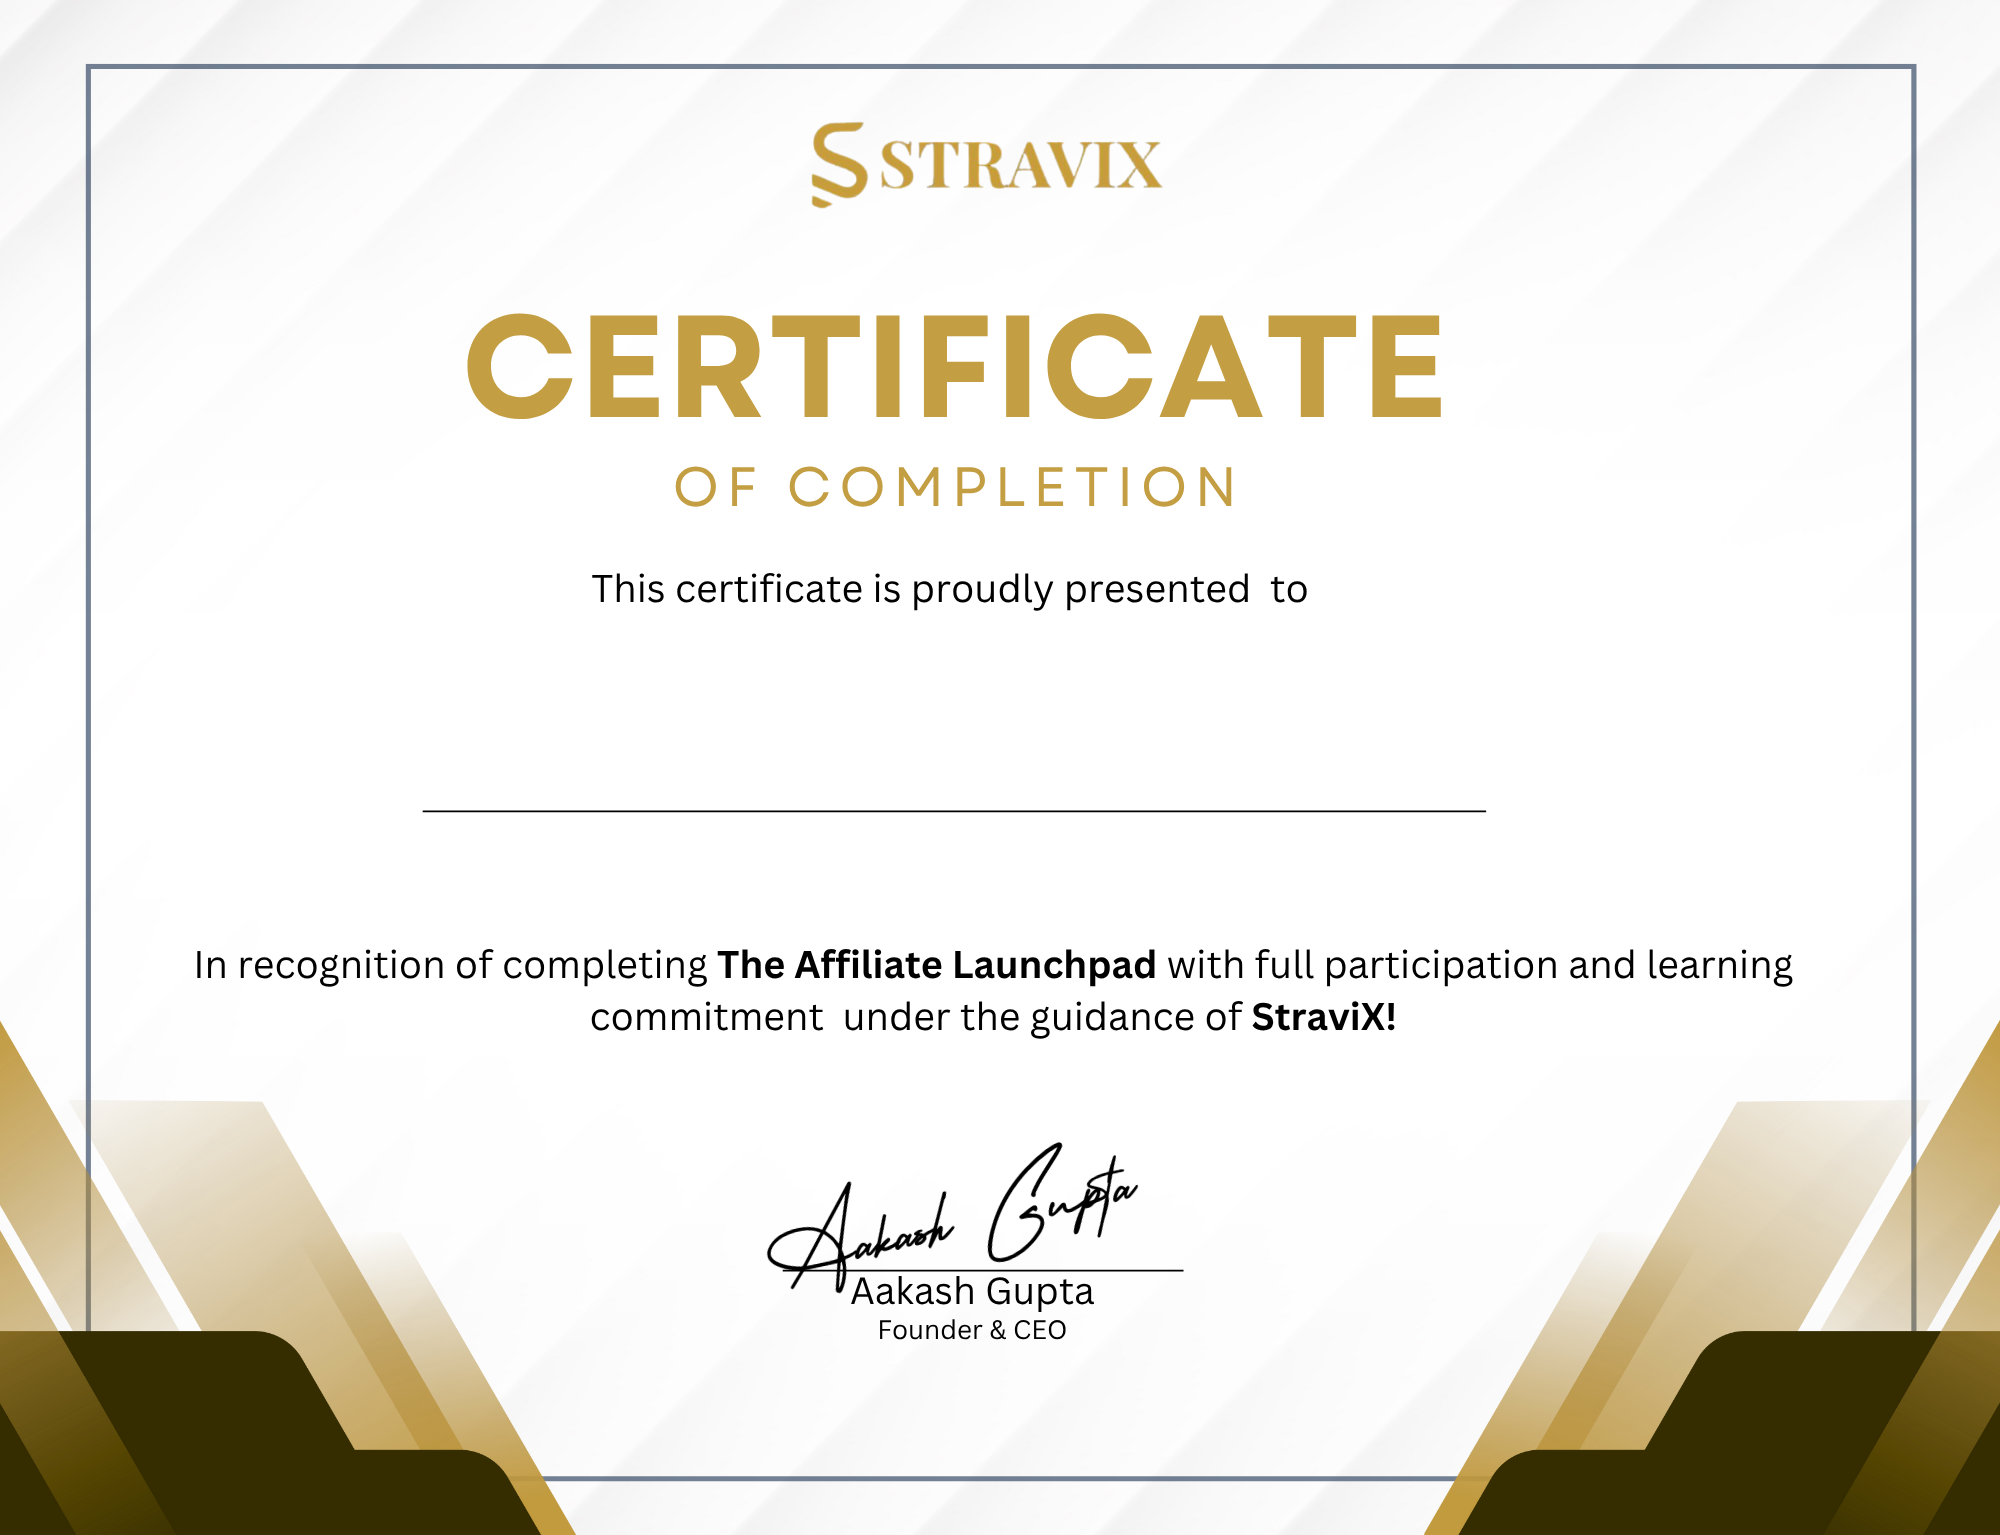 STRAVIX
CERTIFICATE
OF COMPLETION
This certificate is proudly presented  to
In recognition of completing The Affiliate Launchpad with full participation and learning
commitment  under the guidance of StraviX!
Aakash Gupta
Aakash Gupta
Founder & CEO